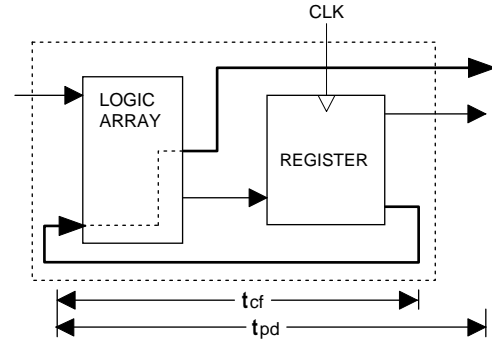 CLK
LOGIC
ARRAY
REGISTER
tcf
tpd